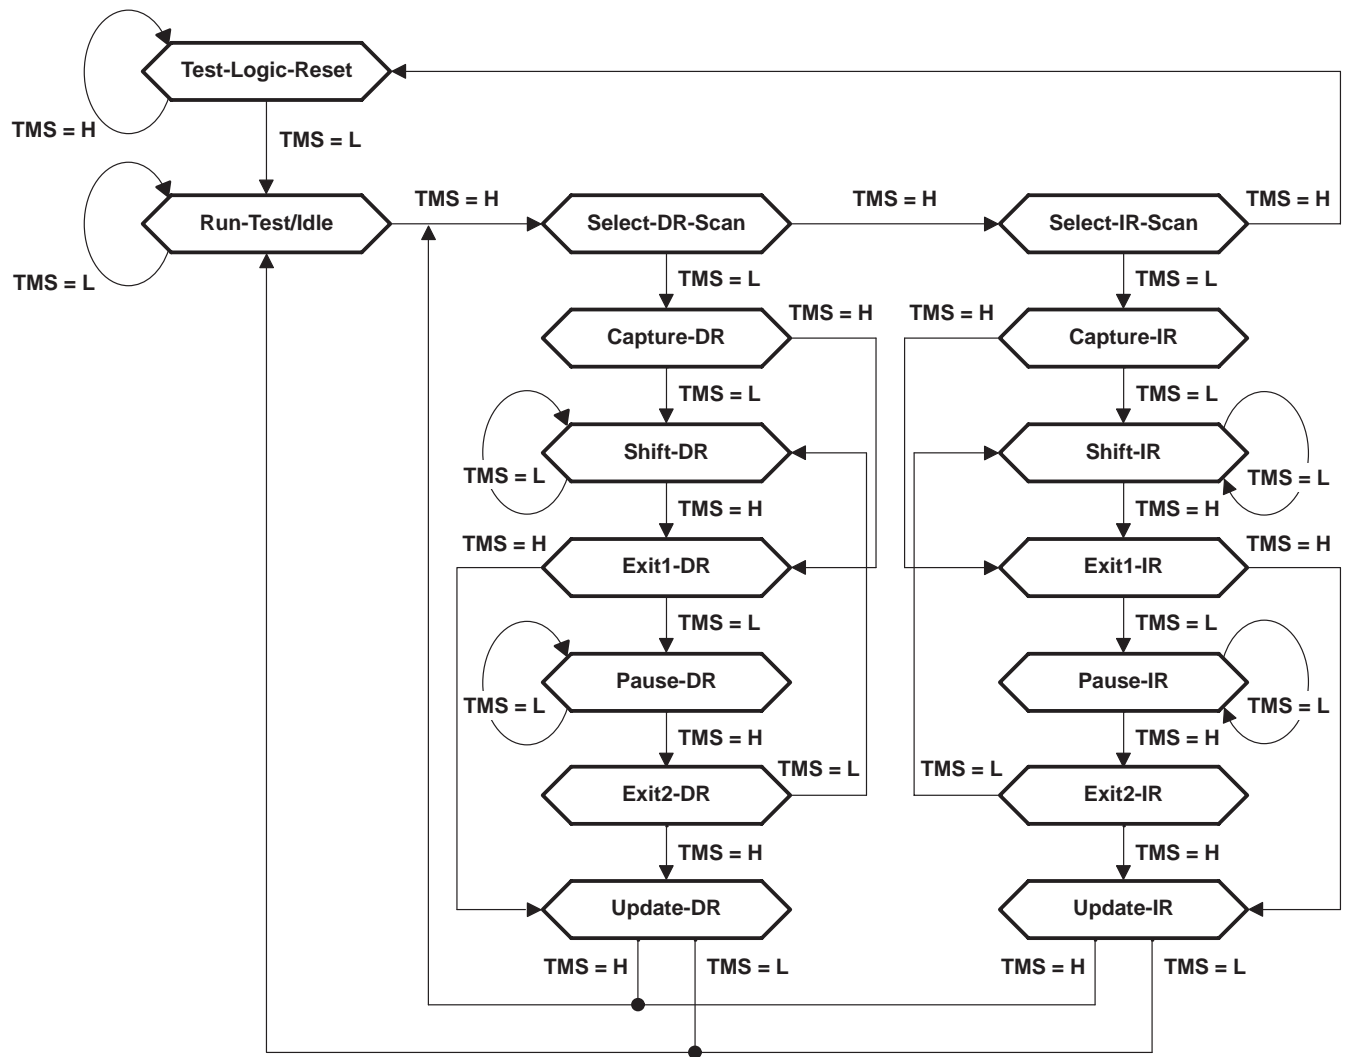 Test-Logic-Reset
TMS = H
TMS = L
TMS = H
TMS = H
TMS = H
Run-Test/Idle
Select-DR-Scan
Select-IR-Scan
TMS = L
TMS = L
TMS = L
TMS = H
TMS = H
Capture-DR
Capture-IR
TMS = L
TMS = L
Shift-DR
Shift-IR
TMS = L
TMS = L
TMS = H
TMS = H
TMS = H
TMS = H
Exit1-DR
Exit1-IR
TMS = L
TMS = L
Pause-DR
Pause-IR
TMS = L
TMS = L
TMS = H
TMS = H
TMS = L
TMS = L
Exit2-DR
Exit2-IR
TMS = H
TMS = H
Update-DR
Update-IR
TMS = H
TMS = L
TMS = H
TMS = L